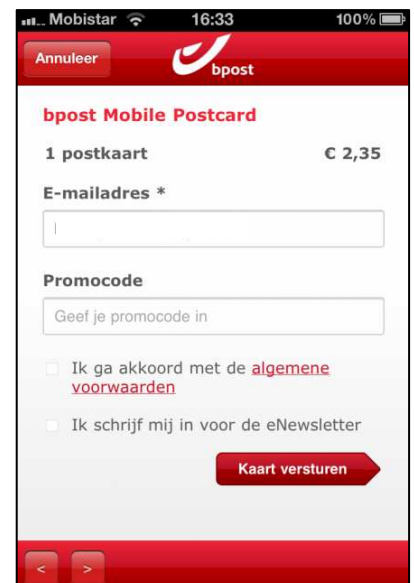 Mobistar 16:33 100%
Annuleer
bpost
bpost Mobile Postcard
1 postkaart € 2,35
E-mailadres *
Promocode
Geef je promocode in
Ik ga akkoord met de algemene
voorwaarden
Ik schrijf mij in voor de eNewsletter
Kaart versturen
< >